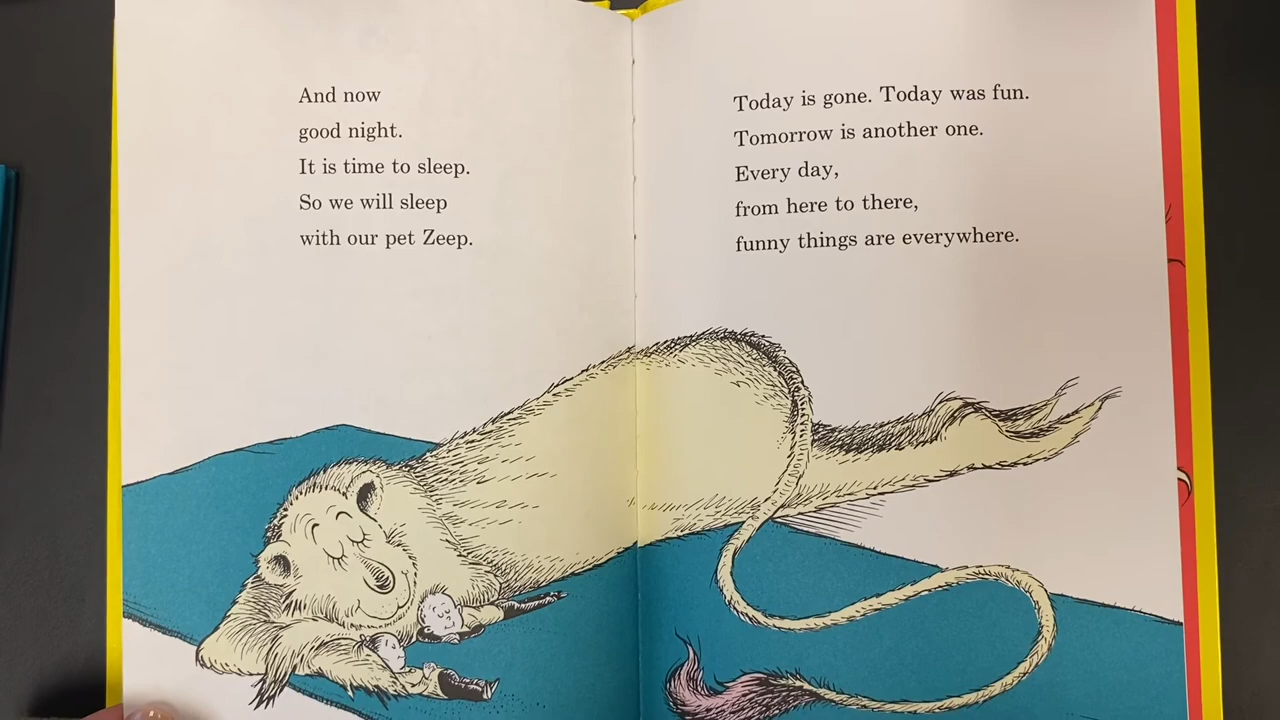 And now
good night.
It is time to sleep.
So we will sleep
with our pet Zeep.
Today is gone. Today was fun.
Tomorrow is another one.
Every day,
from here to there,
funny things are everywhere.